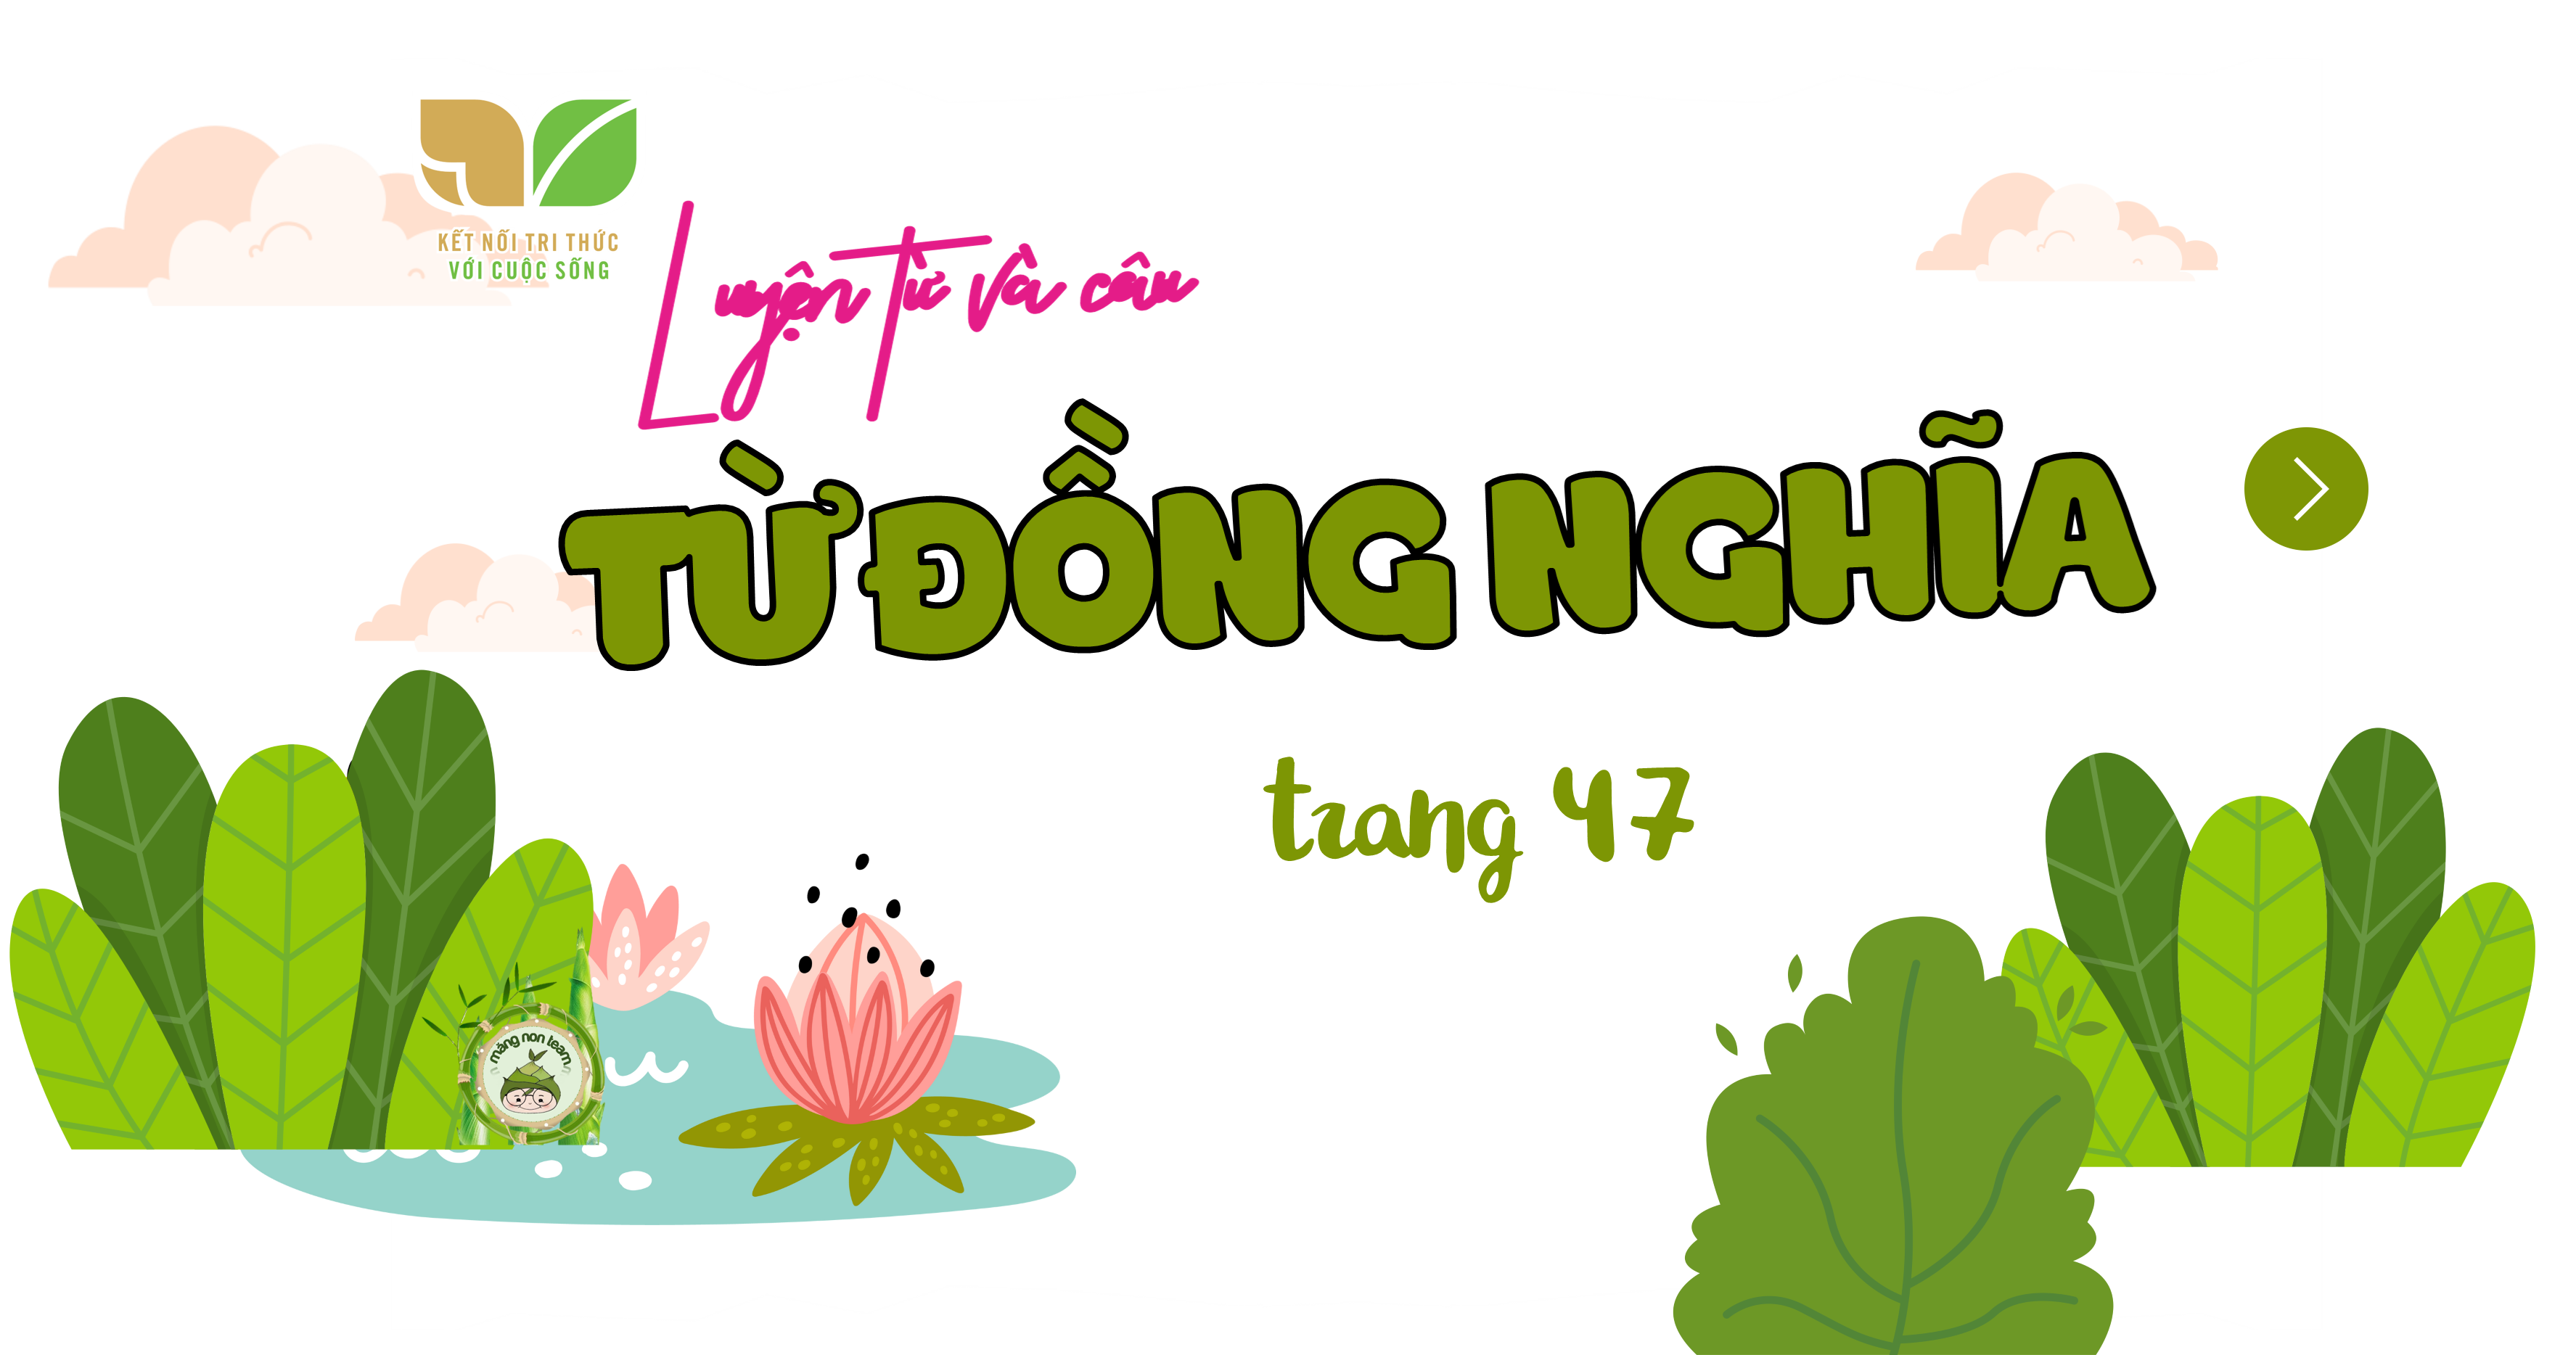 KẾT NỐI TRI THỨC
VỚI CUỘC SỐNG
Luyện Từ Và câu
TỪ ĐỒNG NGHĨA
trang 47
măng non team